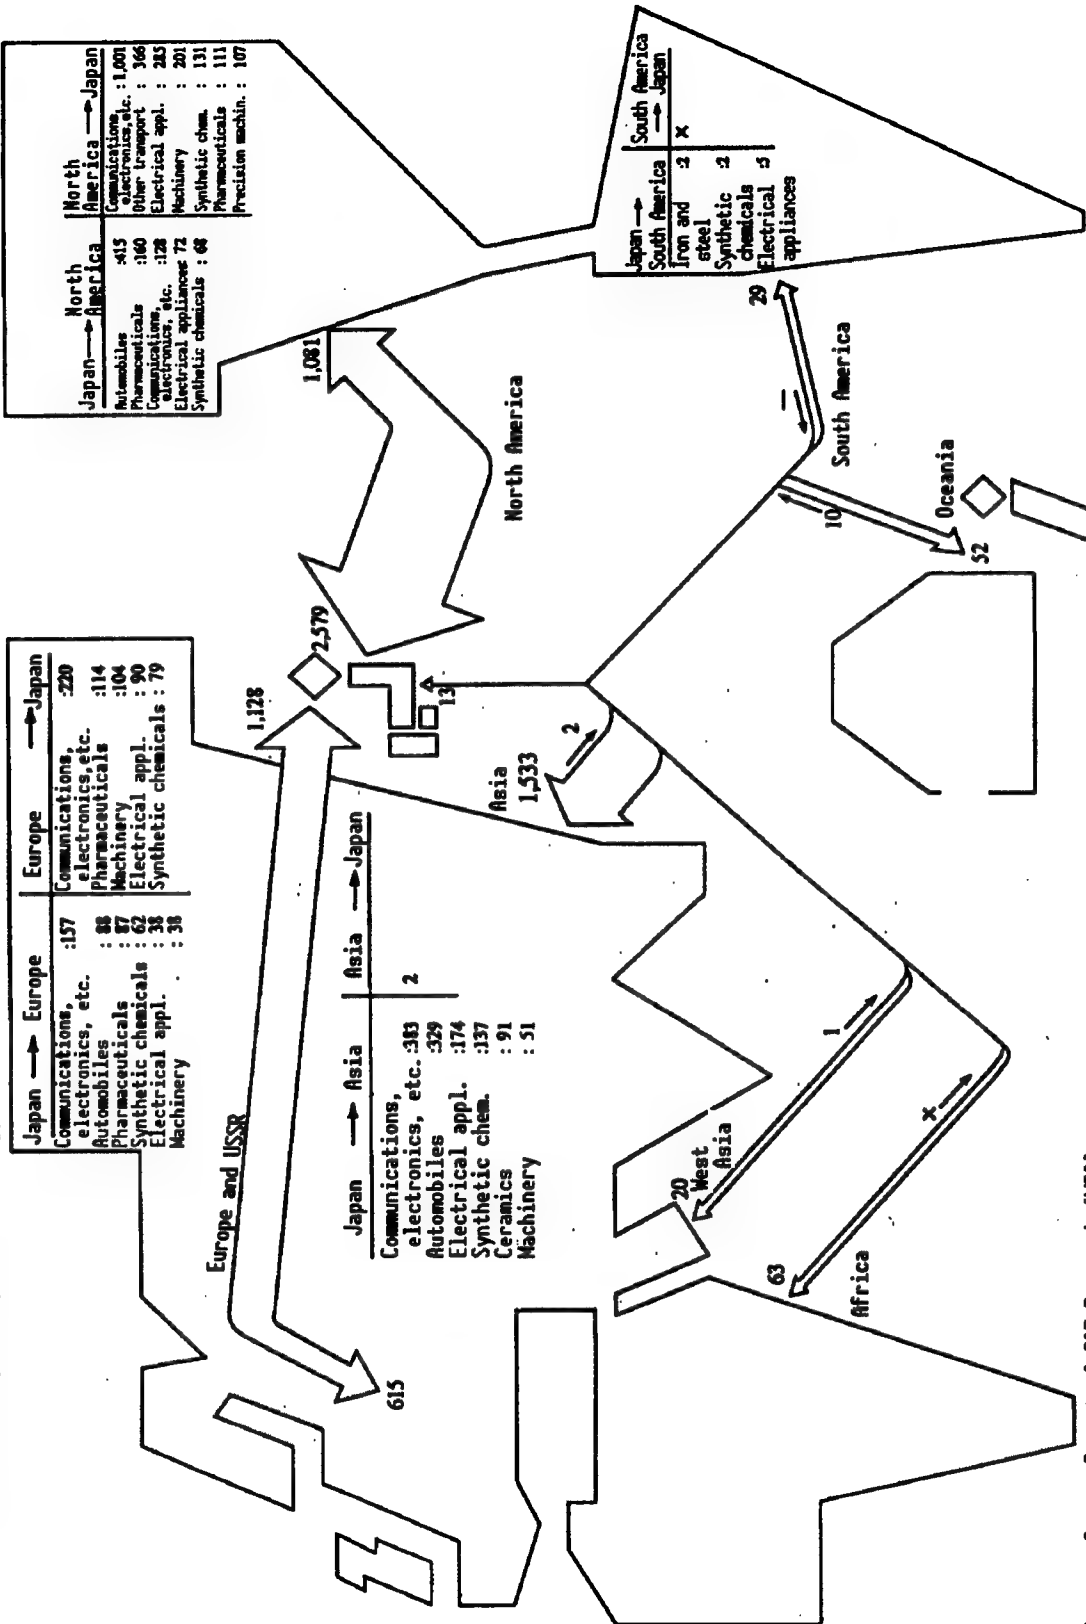 Japan → Europe
Europe → Japan
Communications, electronics, etc. :157
Automobiles : 88
Pharmaceuticals : 87
Synthetic chemicals : 62
Electrical appl. : 38
Machinery : 38
Communications, electronics, etc. :220
Pharmaceuticals :114
Machinery :104
Electrical appl. : 90
Synthetic chemicals : 79
Japan → North America
North America → Japan
Automobiles :415
Pharmaceuticals :160
Communications, electronics, etc. :128
Electrical appliances: 72
Synthetic chemicals : 68
Communications, electronics, etc. : 1,001
Other transport : 366
Electrical appl. : 285
Machinery : 201
Synthetic chem. : 131
Pharmaceuticals : 111
Precision machin. : 107
Europe and USSR
1,128
615
2,579
1,081
North America
13
Japan → Asia
Asia → Japan
Communications, electronics, etc. :383
Automobiles :329
Electrical appl. :174
Synthetic chem. :137
Ceramics : 91
Machinery : 51
2
Asia
1,533
2
Japan → South America
South America → Japan
Iron and steel :2
Synthetic chemicals :2
Electrical appliances :5
x
29
—
South America
10
52
Oceania
20
West Asia
1
63
Africa
x